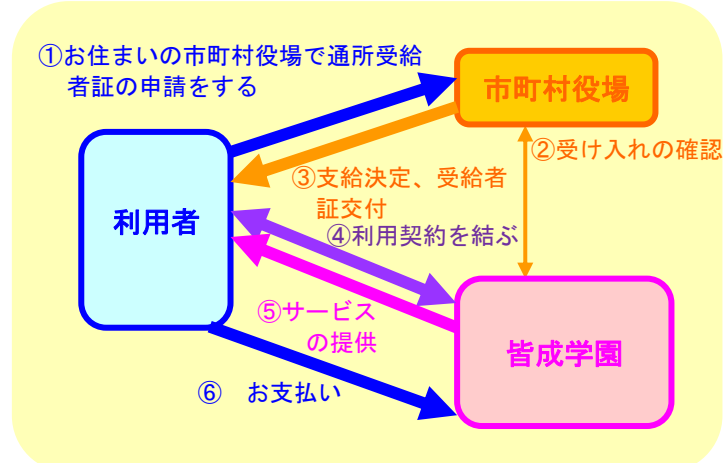 ①お住まいの市町村役場で通所受給
者証の申請をする
市町村役場
②受け入れの確認
③支給決定、受給者
証交付
利用者
④利用契約を結ぶ
⑤サービス
の提供
皆成学園
⑥　お支払い